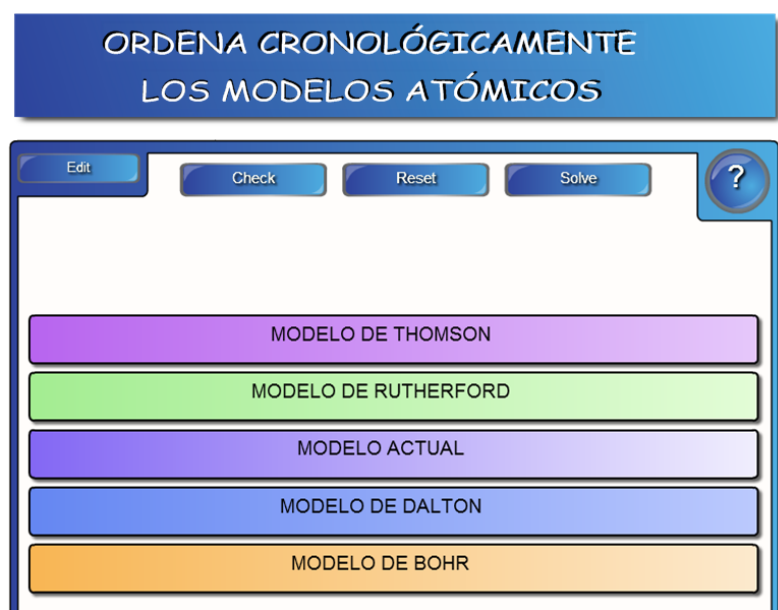 ORDENA CRONOLÓGICAMENTE
LOS MODELOS ATÓMICOS
Edit
Check
Reset
Solve
?
MODELO DE THOMSON
MODELO DE RUTHERFORD
MODELO ACTUAL
MODELO DE DALTON
MODELO DE BOHR